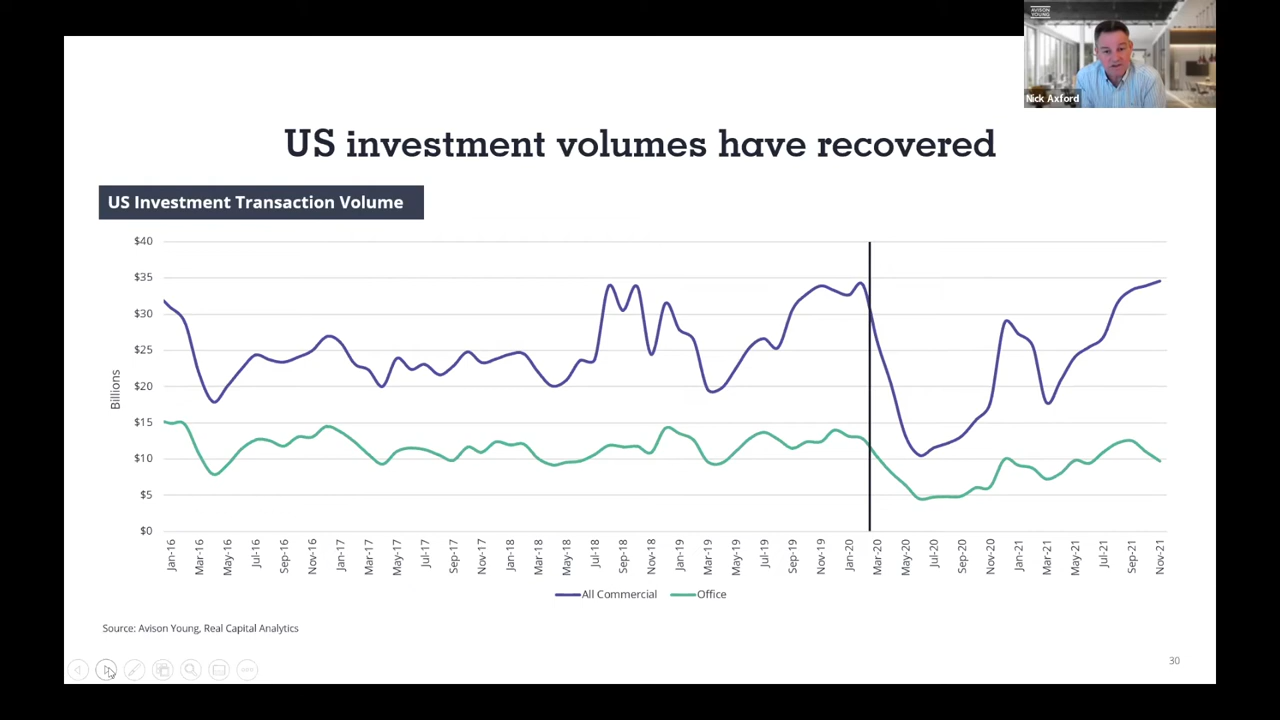 AVISON
YOUNG
Nick Axford
US investment volumes have recovered
US Investment Transaction Volume
$40
$35
$30
$25
$20
$15
$10
$5
$0
Billions
Jan-16
Mar-16
May-16
Jul-16
Sep-16
Nov-16
Jan-17
Mar-17
May-17
Jul-17
Sep-17
Nov-17
Jan-18
Mar-18
May-18
Jul-18
Sep-18
Nov-18
Jan-19
Mar-19
May-19
Jul-19
Sep-19
Nov-19
Jan-20
Mar-20
May-20
Jul-20
Sep-20
Nov-20
Jan-21
Mar-21
May-21
Jul-21
Sep-21
Nov-21
All Commercial
Office
Source: Avison Young, Real Capital Analytics
30